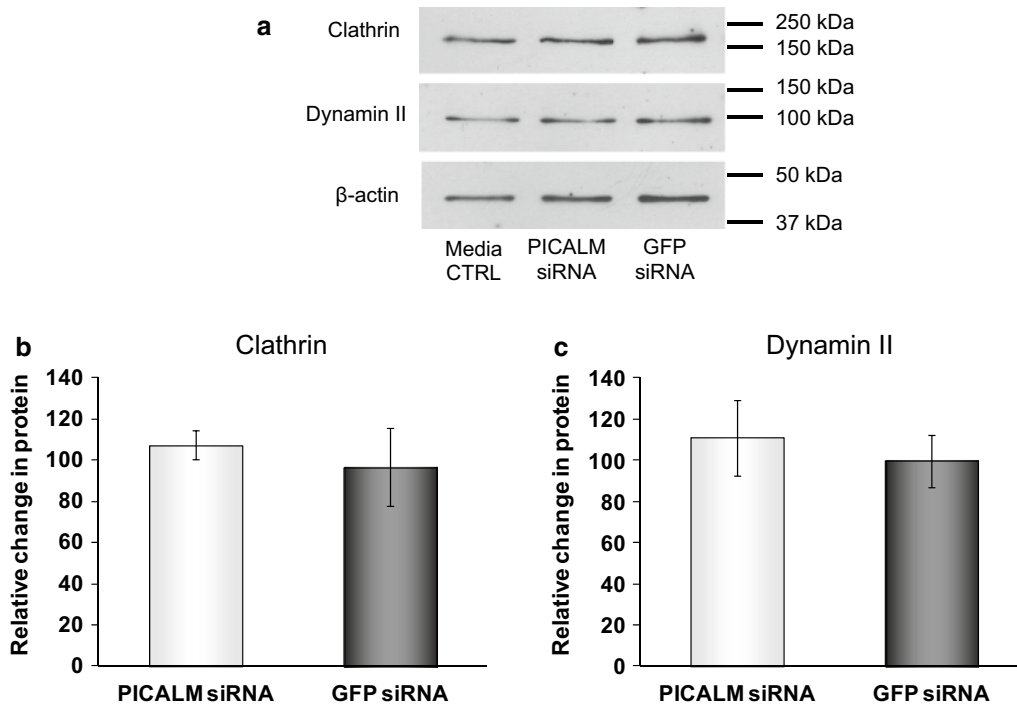 a
Clathrin
250 kDa
150 kDa
Dynamin II
150 kDa
100 kDa
β-actin
50 kDa
37 kDa
Media
CTRL
PICALM
siRNA
GFP
siRNA
b
Clathrin
Relative change in protein
140
120
100
80
60
40
20
0
PICALM siRNA
GFP siRNA
c
Dynamin II
Relative change in protein
140
120
100
80
60
40
20
0
PICALM siRNA
GFP siRNA